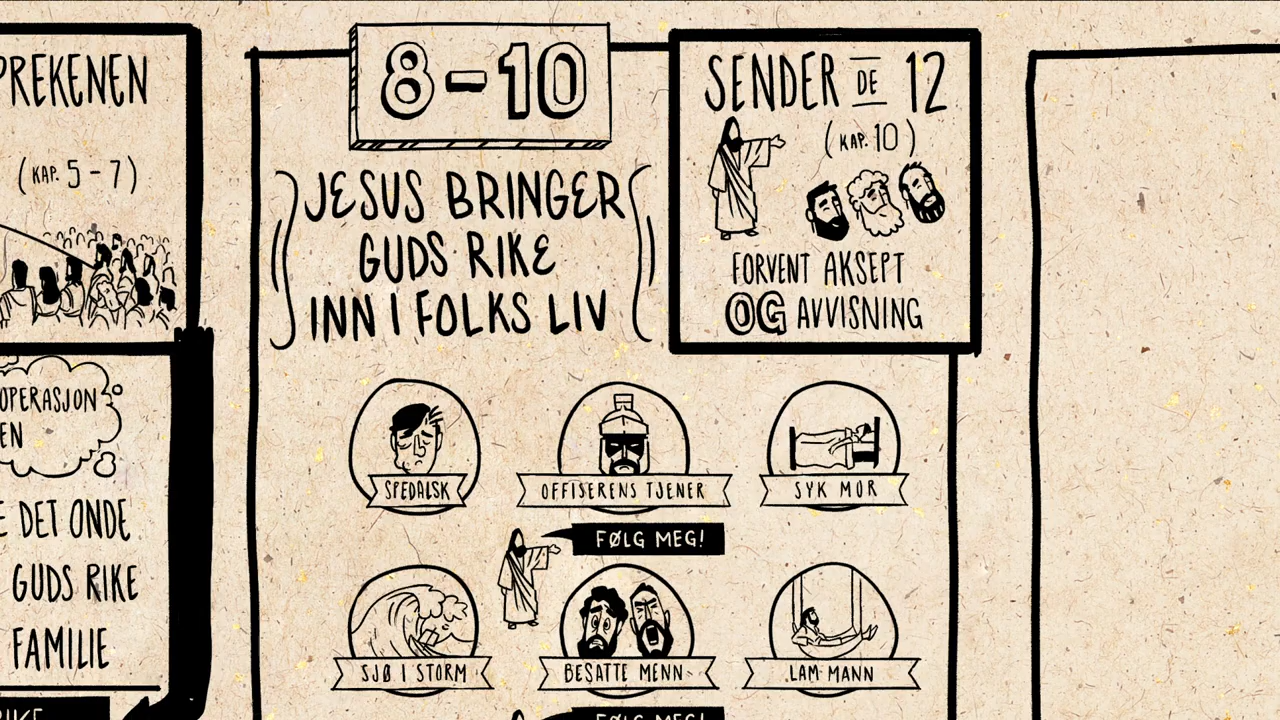 PREKENEN
(KAP. 5-7)
OPERASJON
EN
E DET ONDE
GUDS RIKE
FAMILIE
8-10
JESUS BRINGER
GUDS RIKE
INN I FOLKS LIV
SENDER DE 12
(KAP. 10)
FORVENT AKSEPT
OG AVVISNING
SPEDALSK
OFFISERENS TJENER
SYK MOR
FØLG MEG!
SJØ I STORM
BESATTE MENN
LAM MANN
FØLG MEG!